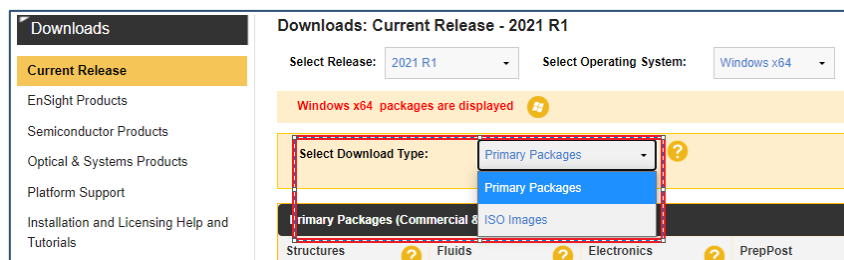 Downloads
Current Release
EnSight Products
Semiconductor Products
Optical & Systems Products
Platform Support
Installation and Licensing Help and
Tutorials
Downloads: Current Release - 2021 R1
Select Release: 2021 R1 Select Operating System: Windows x64
Windows x64 packages are displayed
Select Download Type: Primary Packages ?
Primary Packages
ISO Images
Primary Packages (Commercial &
Structures ? Fluids ? Electronics ? PrepPost